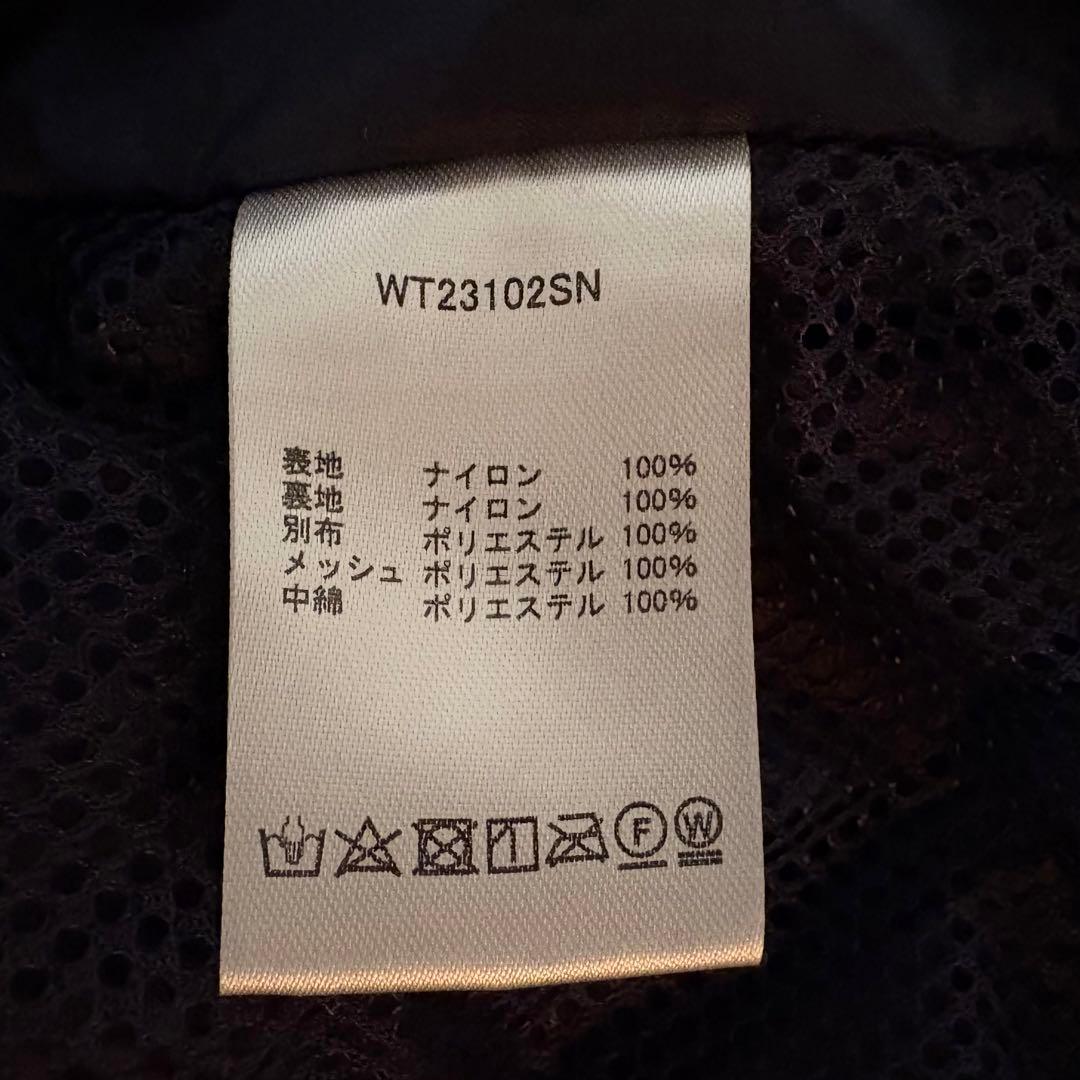 WT23102SN
表地 ナイロン 100%
裏地 ナイロン 100%
別布 ポリエステル 100%
メッシュ ポリエステル 100%
中綿 ポリエステル 100%
F W